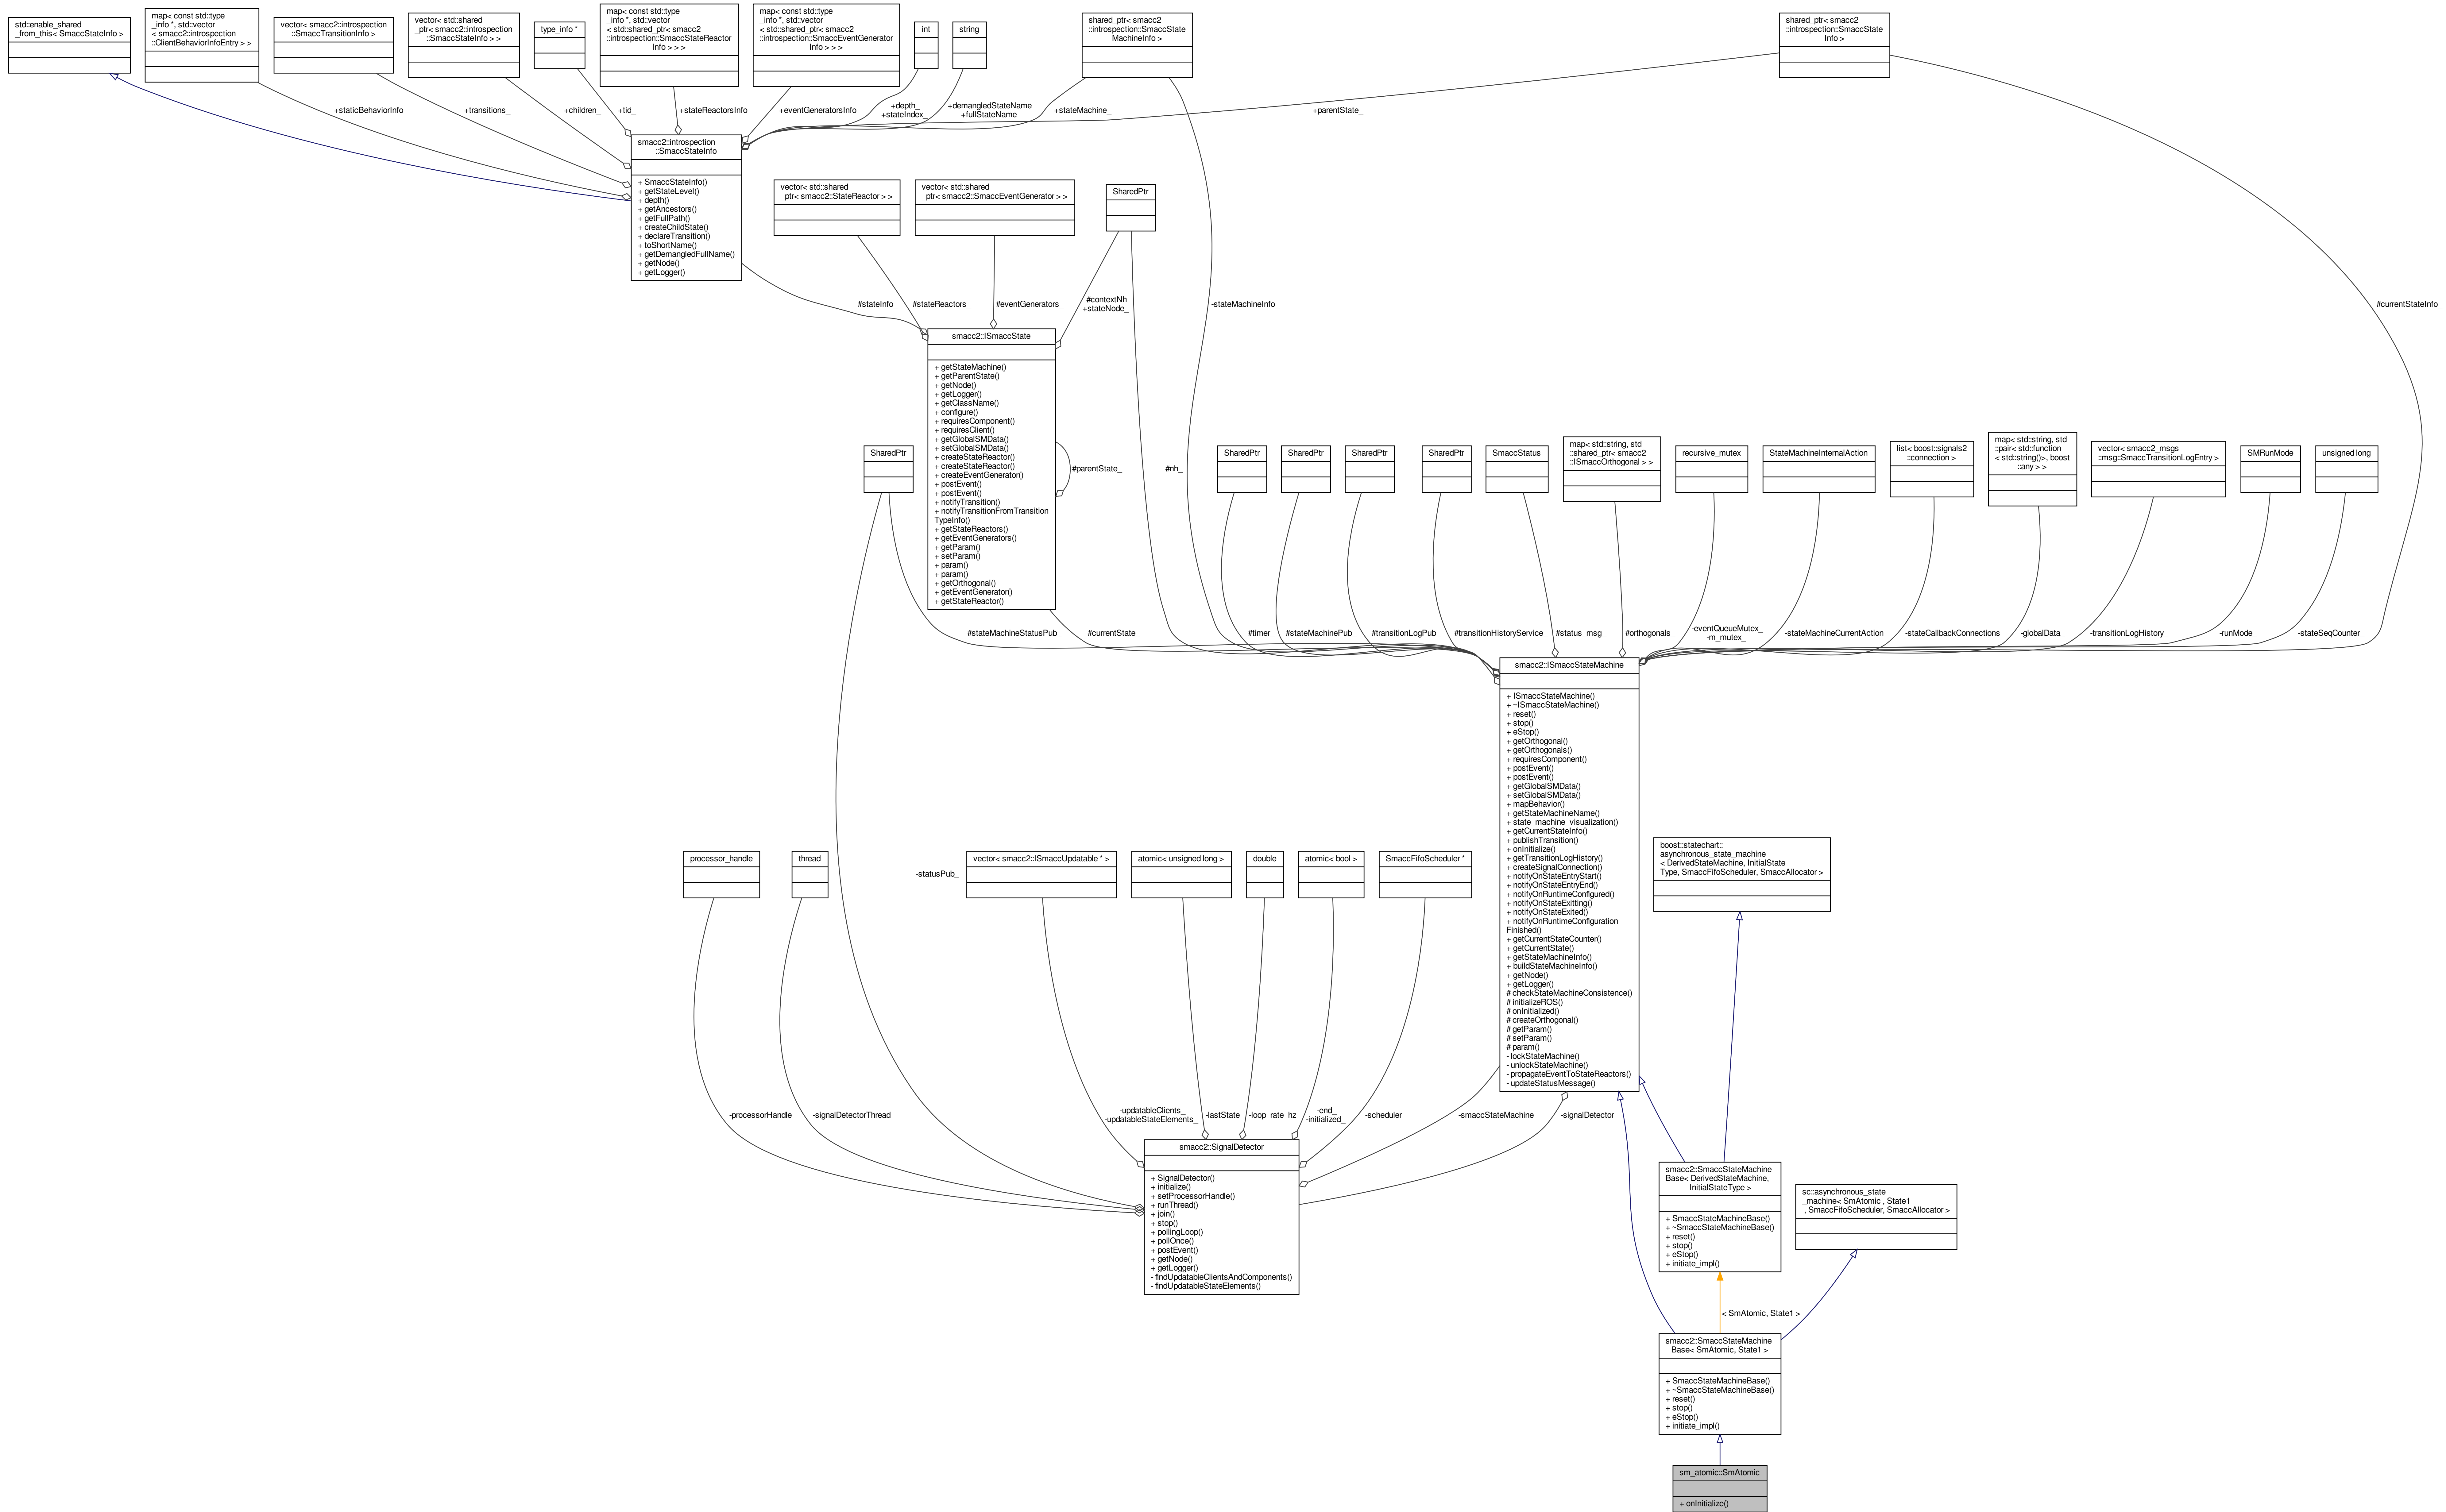 std::enable_shared
_from_this< SmaccStateInfo >
map< const std::type
_info *, std::vector
< smacc2::introspection
::ClientBehaviorInfoEntry > >
vector< smacc2::introspection
::SmaccTransitionInfo >
vector< std::shared
_ptr< smacc2::introspection
::SmaccStateInfo > >
type_info *
map< const std::type
_info *, std::vector
< std::shared_ptr< smacc2
::introspection::SmaccStateReactor
Info > > >
map< const std::type
_info *, std::vector
< std::shared_ptr< smacc2
::introspection::SmaccEventGenerator
Info > > >
int
string
shared_ptr< smacc2
::introspection::SmaccState
MachineInfo >
shared_ptr< smacc2
::introspection::SmaccState
Info >
+staticBehaviorInfo
+transitions_
+children_
+tid_
+stateReactorsInfo
+eventGeneratorsInfo
+depth_
+stateIndex_
+demangledStateName
+fullStateName
+stateMachine_
+parentState_
smacc2::introspection
::SmaccStateInfo
+ SmaccStateInfo()
+ getStateLevel()
+ depth()
+ getAncestors()
+ getFullPath()
+ createChildState()
+ declareTransition()
+ toShortName()
+ getDemangledFullName()
+ getNode()
+ getLogger()
vector< std::shared
_ptr< smacc2::StateReactor > >
vector< std::shared
_ptr< smacc2::SmaccEventGenerator > >
SharedPtr
#stateInfo_
#stateReactors_
#eventGenerators_
#contextNh
+stateNode_
-stateMachineInfo_
#currentStateInfo_
smacc2::ISmaccState
+ getStateMachine()
+ getParentState()
+ getNode()
+ getLogger()
+ getClassName()
+ configure()
+ requiresComponent()
+ requiresClient()
+ getGlobalSMData()
+ setGlobalSMData()
+ createStateReactor()
+ createStateReactor()
+ createEventGenerator()
+ postEvent()
+ postEvent()
+ notifyTransition()
+ notifyTransitionFromTransition
TypeInfo()
+ getStateReactors()
+ getEventGenerators()
+ getParam()
+ setParam()
+ param()
+ param()
+ getOrthogonal()
+ getEventGenerator()
+ getStateReactor()
#parentState_
#nh_
SharedPtr
SharedPtr
SharedPtr
SharedPtr
SharedPtr
SmaccStatus
map< std::string, std
::shared_ptr< smacc2
::ISmaccOrthogonal > >
recursive_mutex
StateMachineInternalAction
list< boost::signals2
::connection >
map< std::string, std
::pair< std::function
< std::string()>, boost
::any > >
vector< smacc2_msgs
::msg::SmaccTransitionLogEntry >
SMRunMode
unsigned long
#stateMachineStatusPub_
#currentState_
#timer_
#stateMachinePub_
#transitionLogPub_
#transitionHistoryService_
#status_msg_
#orthogonals_
-eventQueueMutex_
-m_mutex_
-stateMachineCurrentAction
-stateCallbackConnections
-globalData_
-transitionLogHistory_
-runMode_
-stateSeqCounter_
smacc2::ISmaccStateMachine
+ ISmaccStateMachine()
+ ~ISmaccStateMachine()
+ reset()
+ stop()
+ eStop()
+ getOrthogonal()
+ getOrthogonals()
+ requiresComponent()
+ postEvent()
+ postEvent()
+ getGlobalSMData()
+ setGlobalSMData()
+ mapBehavior()
+ getStateMachineName()
+ state_machine_visualization()
+ getCurrentStateInfo()
+ publishTransition()
+ onInitialize()
+ getTransitionLogHistory()
+ createSignalConnection()
+ notifyOnStateEntryStart()
+ notifyOnStateEntryEnd()
+ notifyOnRuntimeConfigured()
+ notifyOnStateExitting()
+ notifyOnStateExited()
+ notifyOnRuntimeConfiguration
Finished()
+ getCurrentStateCounter()
+ getCurrentState()
+ getStateMachineInfo()
+ buildStateMachineInfo()
+ getNode()
+ getLogger()
# checkStateMachineConsistence()
# initializeROS()
# onInitialized()
# createOrthogonal()
# getParam()
# setParam()
# param()
- lockStateMachine()
- unlockStateMachine()
- propagateEventToStateReactors()
- updateStatusMessage()
boost::statechart::
asynchronous_state_machine
< DerivedStateMachine, InitialState
Type, SmaccFifoScheduler, SmaccAllocator >
processor_handle
thread
-statusPub_
vector< smacc2::ISmaccUpdatable * >
atomic< unsigned long >
double
atomic< bool >
SmaccFifoScheduler *
-processorHandle_
-signalDetectorThread_
-updatableClients_
-updatableStateElements_
-lastState_
-loop_rate_hz
-end_
-initialized_
-scheduler_
-smaccStateMachine_
-signalDetector_
smacc2::SignalDetector
+ SignalDetector()
+ initialize()
+ setProcessorHandle()
+ runThread()
+ join()
+ stop()
+ pollingLoop()
+ pollOnce()
+ postEvent()
+ getNode()
+ getLogger()
- findUpdatableClientsAndComponents()
- findUpdatableStateElements()
smacc2::SmaccStateMachine
Base< DerivedStateMachine,
InitialStateType >
+ SmaccStateMachineBase()
+ ~SmaccStateMachineBase()
+ reset()
+ stop()
+ eStop()
+ initiate_impl()
sc::asynchronous_state
_machine< SmAtomic , State1
, SmaccFifoScheduler, SmaccAllocator >
< SmAtomic, State1 >
smacc2::SmaccStateMachine
Base< SmAtomic, State1 >
+ SmaccStateMachineBase()
+ ~SmaccStateMachineBase()
+ reset()
+ stop()
+ eStop()
+ initiate_impl()
sm_atomic::SmAtomic
+ onInitialize()